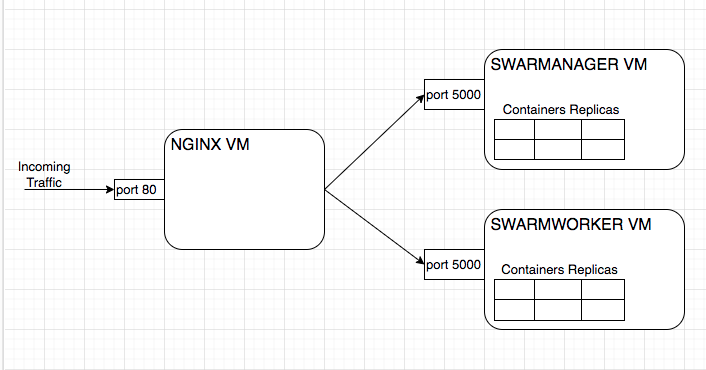 Incoming
Traffic
port 80
NGINX VM
port 5000
SWARMANAGER VM
Containers Replicas
port 5000
SWARMWORKER VM
Containers Replicas